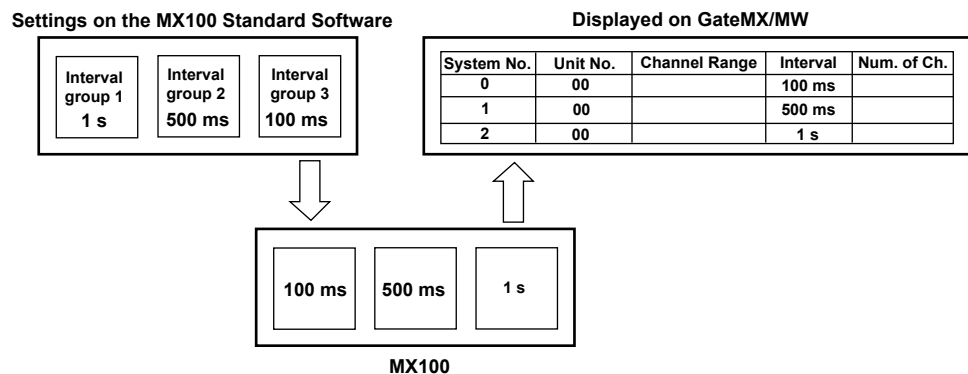 Settings on the MX100 Standard Software
Interval group 1
1 s
Interval group 2
500 ms
Interval group 3
100 ms
Displayed on GateMX/MW
System No. Unit No. Channel Range Interval Num. of Ch.
0 00 100 ms
1 00 500 ms
2 00 1 s
100 ms 500 ms 1 s
MX100